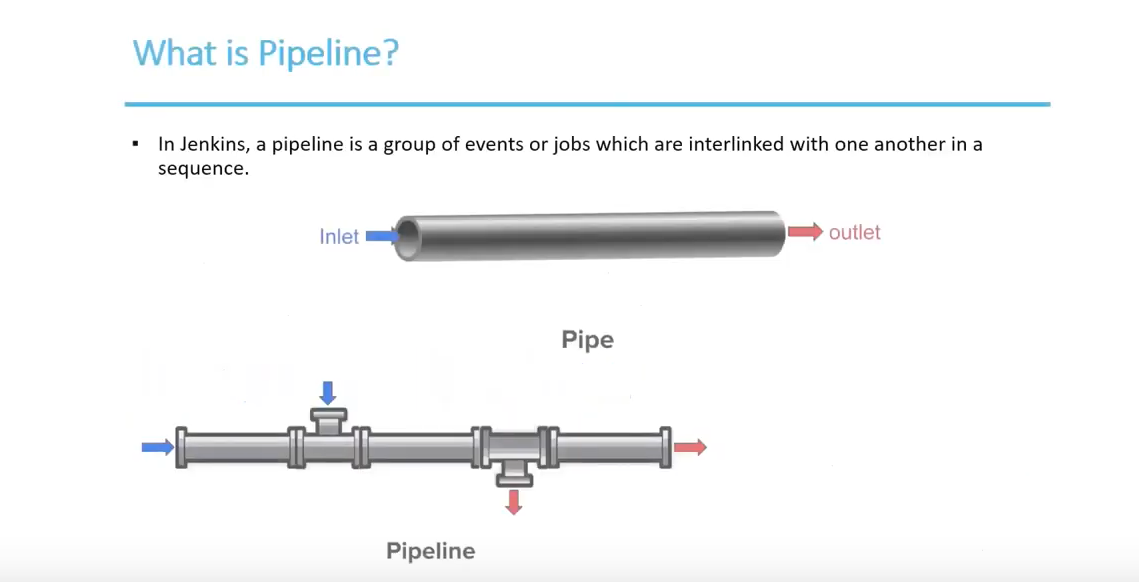 What is Pipeline?
▪ In Jenkins, a pipeline is a group of events or jobs which are interlinked with one another in a
sequence.
Inlet
outlet
Pipe
Pipeline